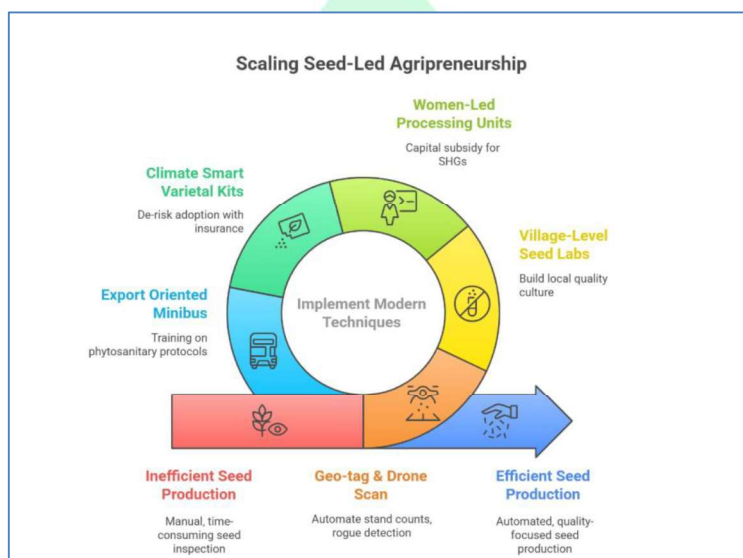 Scaling Seed-Led Agripreneurship
Women-Led
Processing Units
Capital subsidy for
SHGs
Climate Smart
Varietal Kits
De-risk adoption with
insurance
Village-Level
Seed Labs
Build local quality
culture
Export Oriented
Minibus
Training on
phytosanitary protocols
Implement Modern
Techniques
Inefficient Seed
Production
Manual, time-
consuming seed
inspection
Geo-tag & Drone
Scan
Automate stand counts,
rogue detection
Efficient Seed
Production
Automated, quality-
focused seed
production